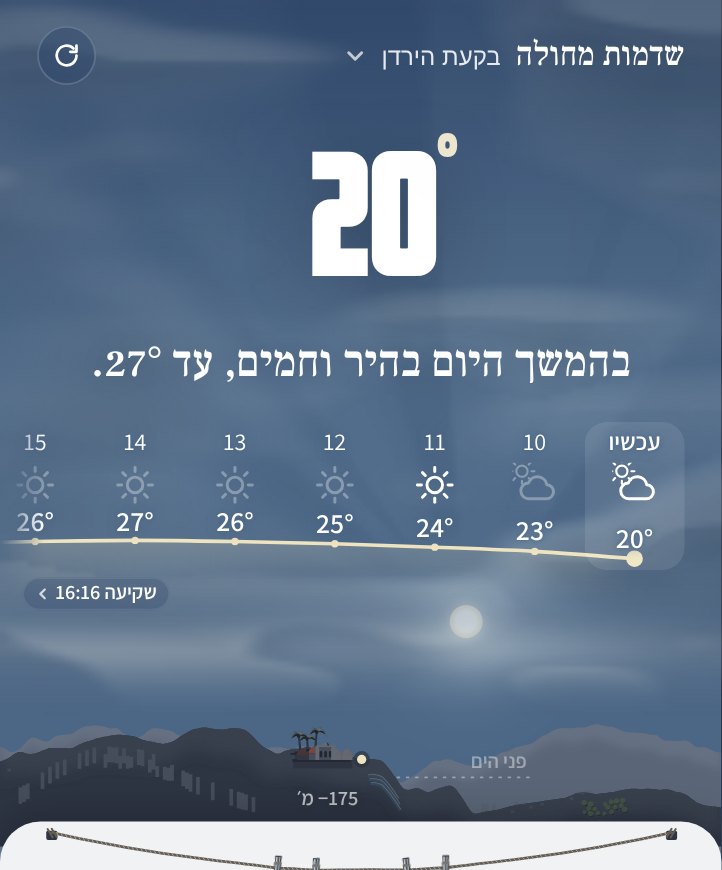 שדמות מחולה בקעת הירדן
20°
בהמשך היום בהיר וחמים, עד 27°.
עכשיו 10 11 12 13 14 15
20° 23° 24° 25° 26° 27° 26°
שקיעה 16:16
פני הים
−175 מ׳